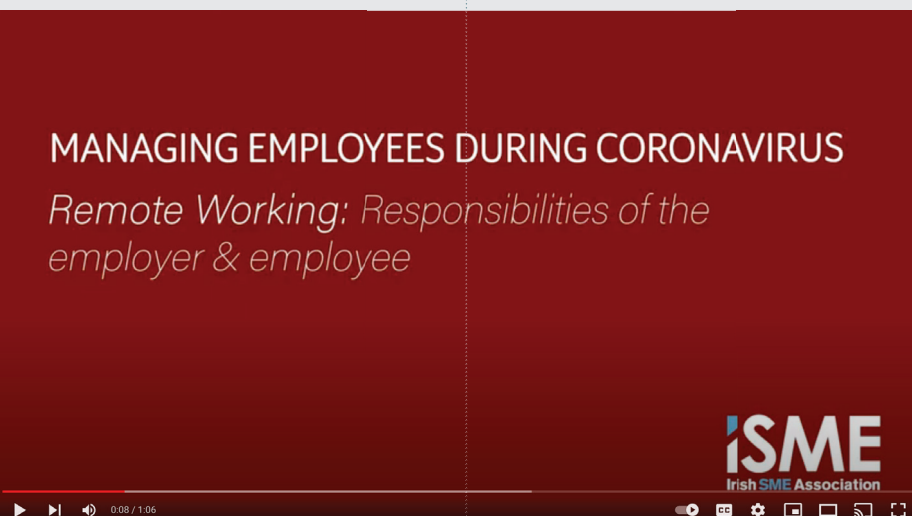 MANAGING EMPLOYEES DURING CORONAVIRUS
Remote Working: Responsibilities of the
employer & employee
iSME
Irish SME Association
0:08 / 1:06
CC